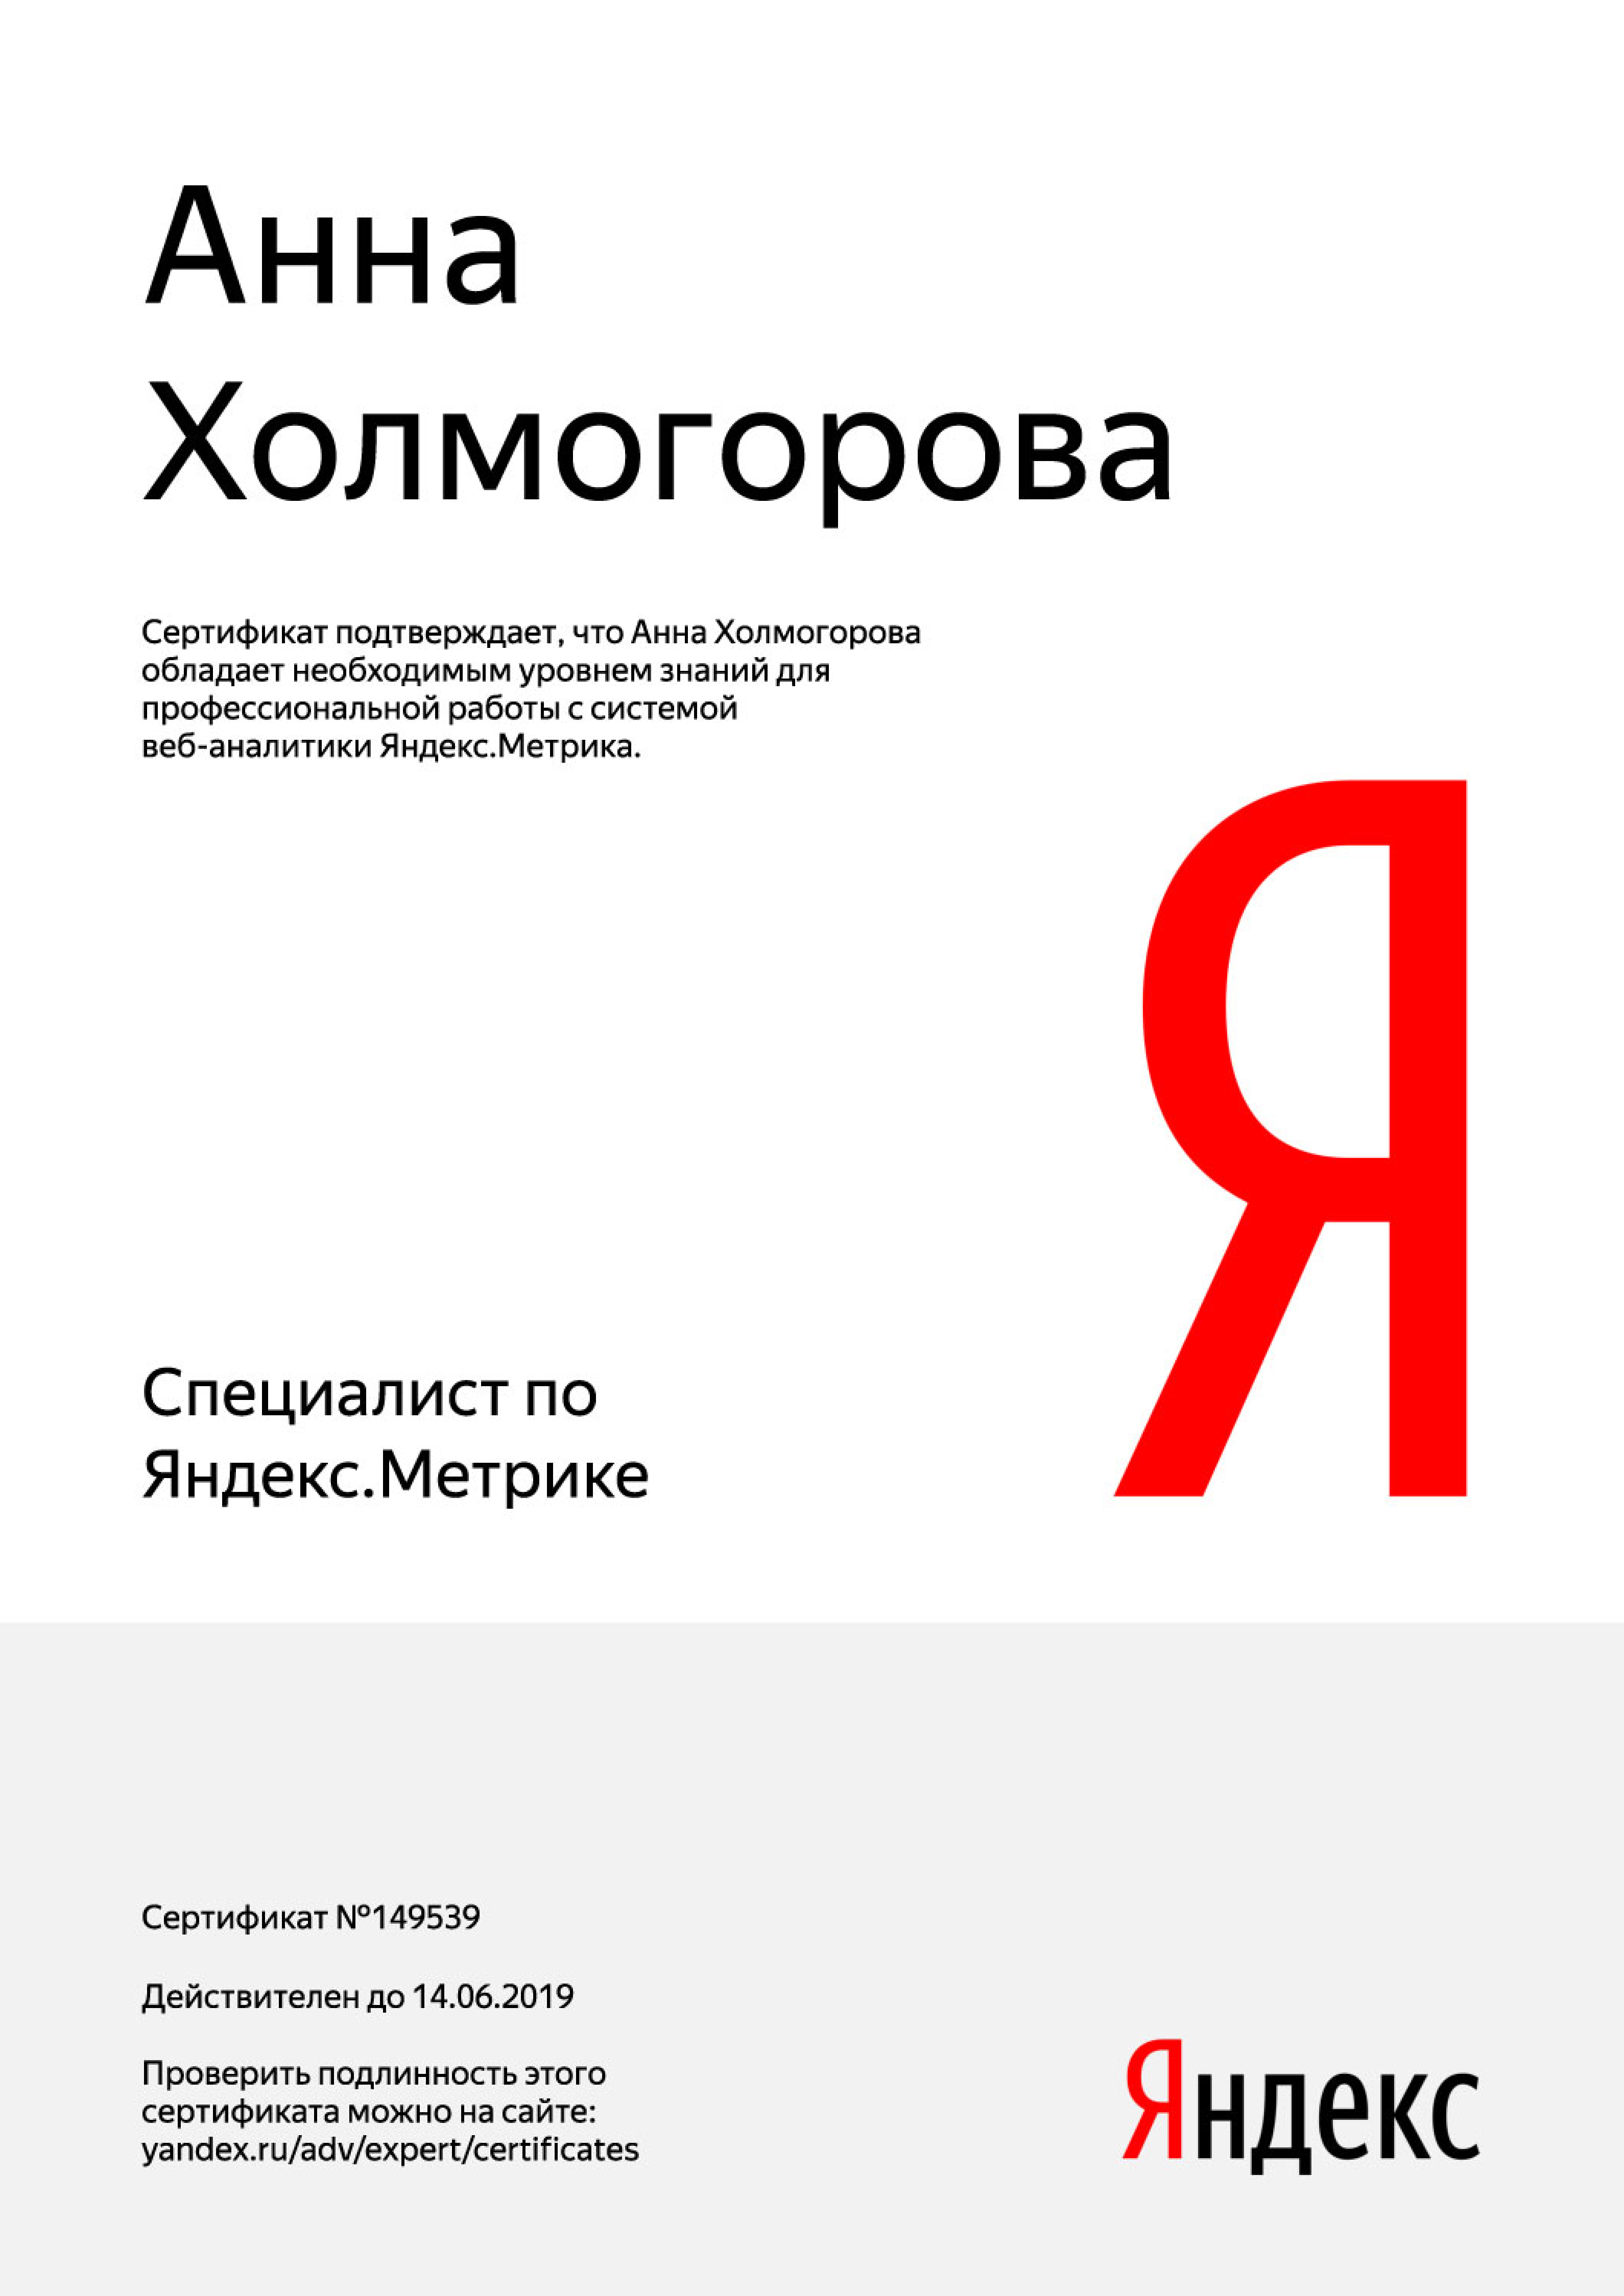 Анна
Холмогорова
Сертификат подтверждает, что Анна Холмогорова
обладает необходимым уровнем знаний для
профессиональной работы с системой
веб-аналитики Яндекс.Метрика.
Я
Специалист по
Яндекс.Метрике
Сертификат №149539
Действителен до 14.06.2019
Проверить подлинность этого
сертификата можно на сайте:
yandex.ru/adv/expert/certificates
Яндекс